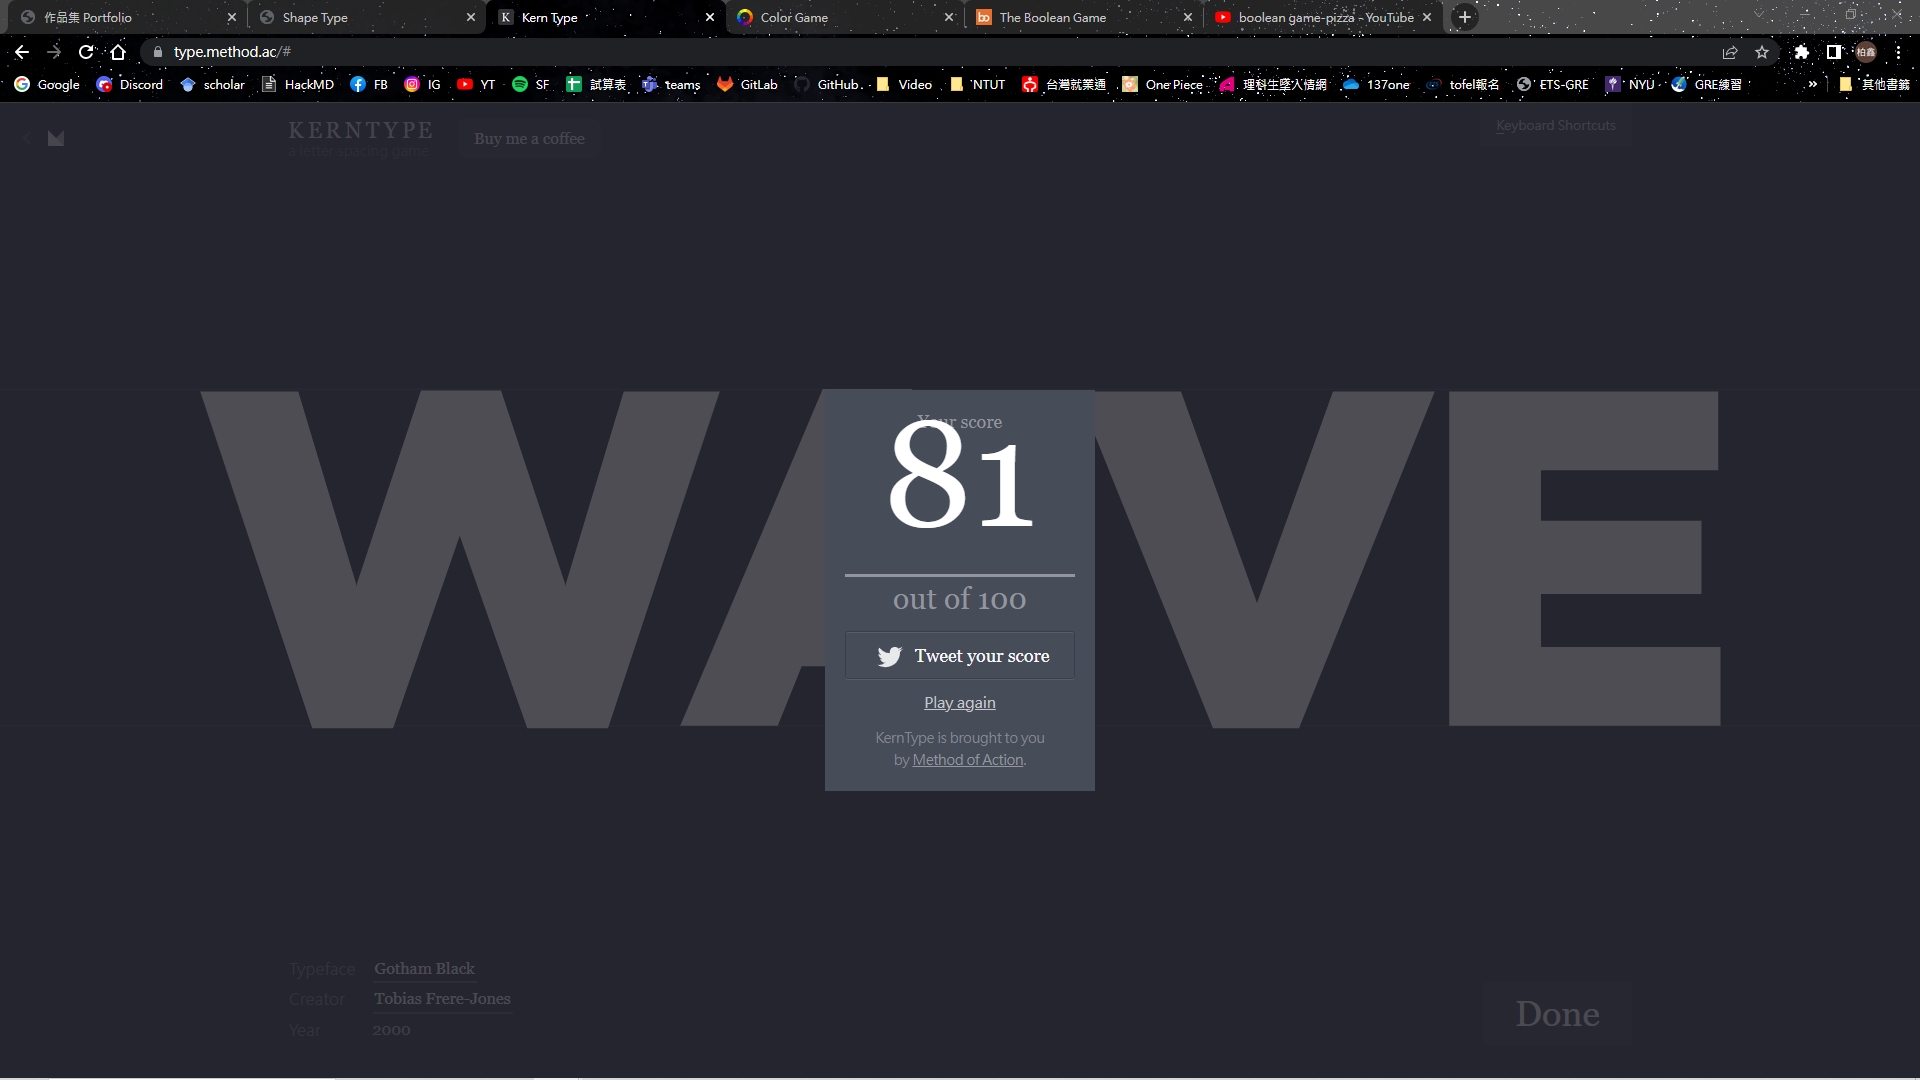 作品集 Portfolio
Shape Type
Kern Type
Color Game
The Boolean Game
boolean game-pizza - YouTube
type.method.ac/#
柏鑫
Google
Discord
scholar
HackMD
FB
IG
YT
SF
試算表
teams
GitLab
GitHub
Video
NTUT
台灣就業通
One Piece
理科生墜入情網
137one
tofel報名
ETS-GRE
NYU
GRE練習
»
其他書籤
KERNTYPE
a letter spacing game
Buy me a coffee
Keyboard Shortcuts
WAVE
Your score
81
out of 100
Tweet your score
Play again
KernType is brought to you
by Method of Action.
Typeface Gotham Black
Creator Tobias Frere-Jones
Year 2000
Done